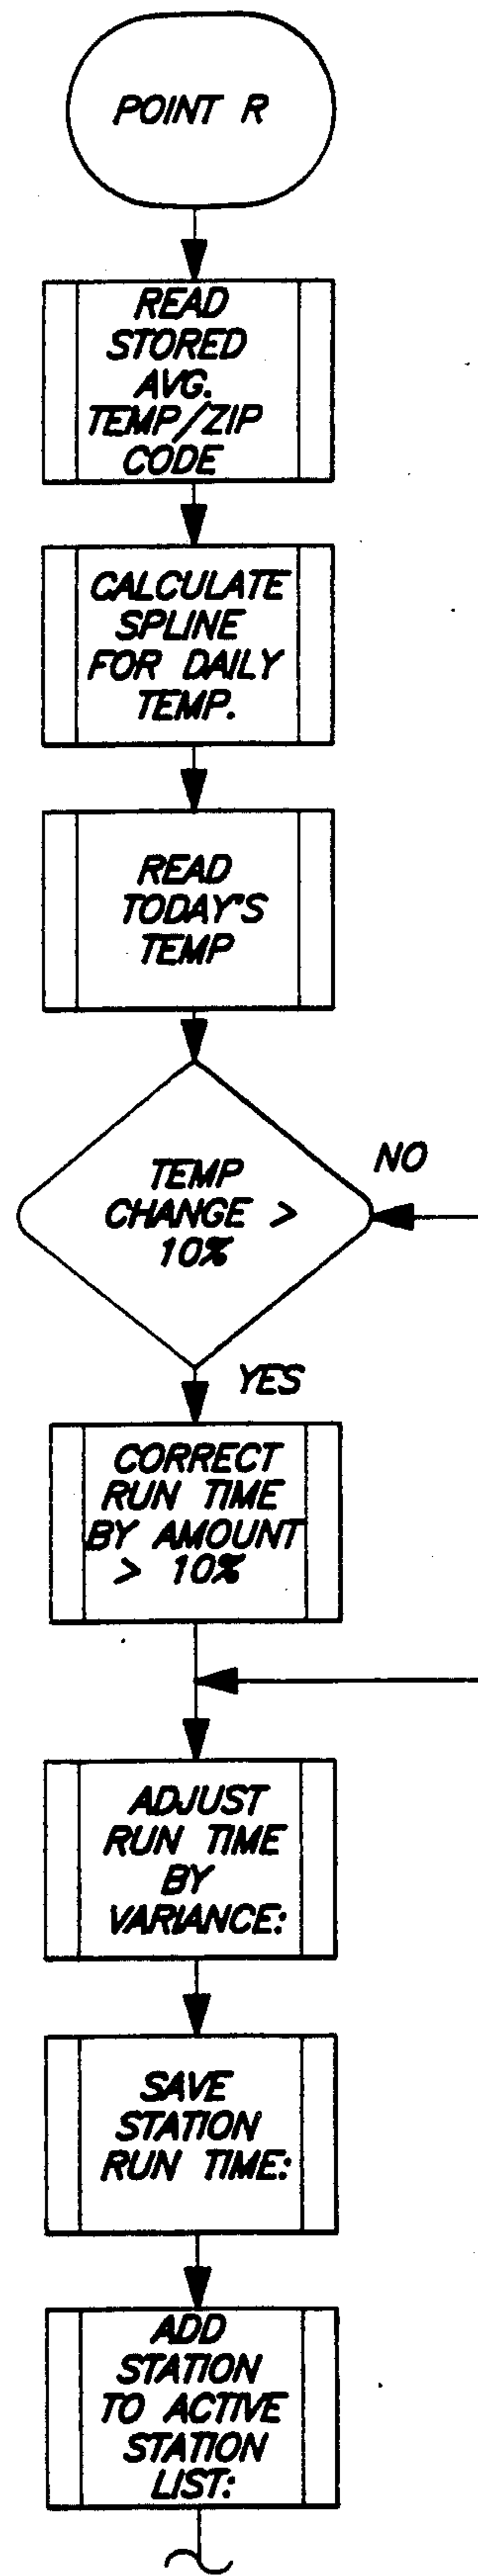 POINT R
READ
STORED
AVG.
TEMP/ZIP
CODE
CALCULATE
SPLINE
FOR DAILY
TEMP.
READ
TODAY'S
TEMP
TEMP
CHANGE >
10%
NO
YES
CORRECT
RUN TIME
BY AMOUNT
> 10%
ADJUST
RUN TIME
BY
VARIANCE:
SAVE
STATION
RUN TIME:
ADD
STATION
TO ACTIVE
STATION
LIST: